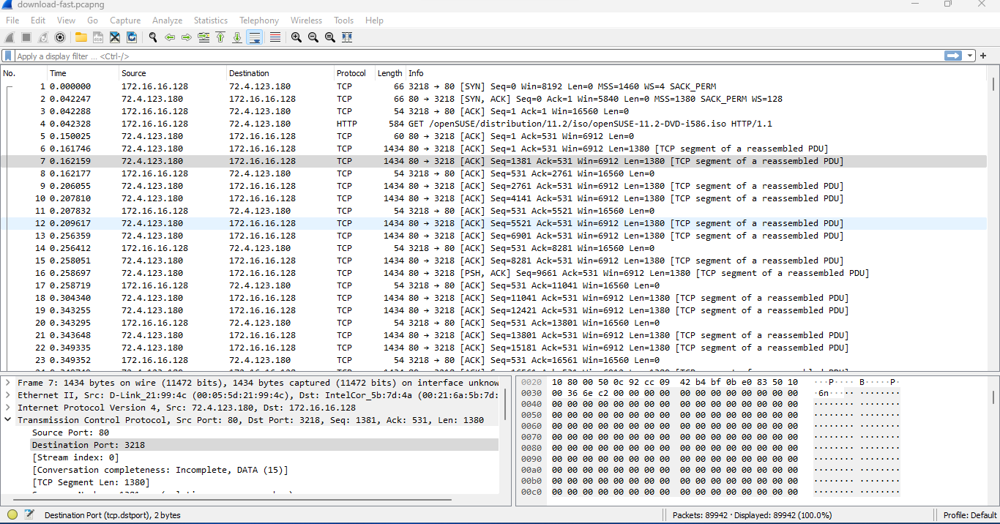 download-fast.pcapng
File Edit View Go Capture Analyze Statistics Telephony Wireless Tools Help
Apply a display filter ... <Ctrl-/>
No. Time Source Destination Protocol Length Info
1 0.000000 172.16.16.128 72.4.123.180 TCP 66 3218 → 80 [SYN] Seq=0 Win=8192 Len=0 MSS=1460 WS=4 SACK_PERM
2 0.042247 72.4.123.180 172.16.16.128 TCP 66 80 → 3218 [SYN, ACK] Seq=0 Ack=1 Win=5840 Len=0 MSS=1380 SACK_PERM WS=128
3 0.042288 172.16.16.128 72.4.123.180 TCP 54 3218 → 80 [ACK] Seq=1 Ack=1 Win=16560 Len=0
4 0.042328 172.16.16.128 72.4.123.180 HTTP 584 GET /openSUSE/distribution/11.2/iso/openSUSE-11.2-DVD-i586.iso HTTP/1.1
5 0.150025 72.4.123.180 172.16.16.128 TCP 60 80 → 3218 [ACK] Seq=1 Ack=531 Win=6912 Len=0
6 0.161746 72.4.123.180 172.16.16.128 TCP 1434 80 → 3218 [ACK] Seq=1 Ack=531 Win=6912 Len=1380 [TCP segment of a reassembled PDU]
7 0.162159 72.4.123.180 172.16.16.128 TCP 1434 80 → 3218 [ACK] Seq=1381 Ack=531 Win=6912 Len=1380 [TCP segment of a reassembled PDU]
8 0.162177 172.16.16.128 72.4.123.180 TCP 54 3218 → 80 [ACK] Seq=531 Ack=2761 Win=16560 Len=0
9 0.206055 72.4.123.180 172.16.16.128 TCP 1434 80 → 3218 [ACK] Seq=2761 Ack=531 Win=6912 Len=1380 [TCP segment of a reassembled PDU]
10 0.207810 72.4.123.180 172.16.16.128 TCP 1434 80 → 3218 [ACK] Seq=4141 Ack=531 Win=6912 Len=1380 [TCP segment of a reassembled PDU]
11 0.207832 172.16.16.128 72.4.123.180 TCP 54 3218 → 80 [ACK] Seq=531 Ack=5521 Win=16560 Len=0
12 0.209617 72.4.123.180 172.16.16.128 TCP 1434 80 → 3218 [ACK] Seq=5521 Ack=531 Win=6912 Len=1380 [TCP segment of a reassembled PDU]
13 0.256359 72.4.123.180 172.16.16.128 TCP 1434 80 → 3218 [ACK] Seq=6901 Ack=531 Win=6912 Len=1380 [TCP segment of a reassembled PDU]
14 0.256412 172.16.16.128 72.4.123.180 TCP 54 3218 → 80 [ACK] Seq=531 Ack=8281 Win=16560 Len=0
15 0.258051 72.4.123.180 172.16.16.128 TCP 1434 80 → 3218 [ACK] Seq=8281 Ack=531 Win=6912 Len=1380 [TCP segment of a reassembled PDU]
16 0.258697 72.4.123.180 172.16.16.128 TCP 1434 80 → 3218 [PSH, ACK] Seq=9661 Ack=531 Win=6912 Len=1380 [TCP segment of a reassembled PDU]
17 0.258719 172.16.16.128 72.4.123.180 TCP 54 3218 → 80 [ACK] Seq=531 Ack=11041 Win=16560 Len=0
18 0.304340 72.4.123.180 172.16.16.128 TCP 1434 80 → 3218 [ACK] Seq=11041 Ack=531 Win=6912 Len=1380 [TCP segment of a reassembled PDU]
19 0.343255 72.4.123.180 172.16.16.128 TCP 1434 80 → 3218 [ACK] Seq=12421 Ack=531 Win=6912 Len=1380 [TCP segment of a reassembled PDU]
20 0.343295 172.16.16.128 72.4.123.180 TCP 54 3218 → 80 [ACK] Seq=531 Ack=13801 Win=16560 Len=0
21 0.343648 72.4.123.180 172.16.16.128 TCP 1434 80 → 3218 [ACK] Seq=13801 Ack=531 Win=6912 Len=1380 [TCP segment of a reassembled PDU]
22 0.349335 72.4.123.180 172.16.16.128 TCP 1434 80 → 3218 [ACK] Seq=15181 Ack=531 Win=6912 Len=1380 [TCP segment of a reassembled PDU]
23 0.349352 172.16.16.128 72.4.123.180 TCP 54 3218 → 80 [ACK] Seq=531 Ack=16561 Win=16560 Len=0
Frame 7: 1434 bytes on wire (11472 bits), 1434 bytes captured (11472 bits) on interface unknow
Ethernet II, Src: D-Link_21:99:4c (00:05:5d:21:99:4c), Dst: IntelCor_5b:7d:4a (00:21:6a:5b:7d:
Internet Protocol Version 4, Src: 72.4.123.180, Dst: 172.16.16.128
Transmission Control Protocol, Src Port: 80, Dst Port: 3218, Seq: 1381, Ack: 531, Len: 1380
Source Port: 80
Destination Port: 3218
[Stream index: 0]
[Conversation completeness: Incomplete, DATA (15)]
[TCP Segment Len: 1380]
0020 10 80 00 50 0c 92 cc 09 42 b4 bf 0b e0 83 50 10 ···P···· B·····P·
0030 00 36 6e c2 00 00 00 00 00 00 00 00 00 00 00 00 ·6n····· ········
0040 00 00 00 00 00 00 00 00 00 00 00 00 00 00 00 00 ········ ········
0050 00 00 00 00 00 00 00 00 00 00 00 00 00 00 00 00 ········ ········
0060 00 00 00 00 00 00 00 00 00 00 00 00 00 00 00 00 ········ ········
0070 00 00 00 00 00 00 00 00 00 00 00 00 00 00 00 00 ········ ········
0080 00 00 00 00 00 00 00 00 00 00 00 00 00 00 00 00 ········ ········
0090 00 00 00 00 00 00 00 00 00 00 00 00 00 00 00 00 ········ ········
00a0 00 00 00 00 00 00 00 00 00 00 00 00 00 00 00 00 ········ ········
00b0 00 00 00 00 00 00 00 00 00 00 00 00 00 00 00 00 ········ ········
00c0 00 00 00 00 00 00 00 00 00 00 00 00 00 00 00 00 ········ ········
Destination Port (tcp.dstport), 2 bytes
Packets: 89942 · Displayed: 89942 (100.0%)
Profile: Default